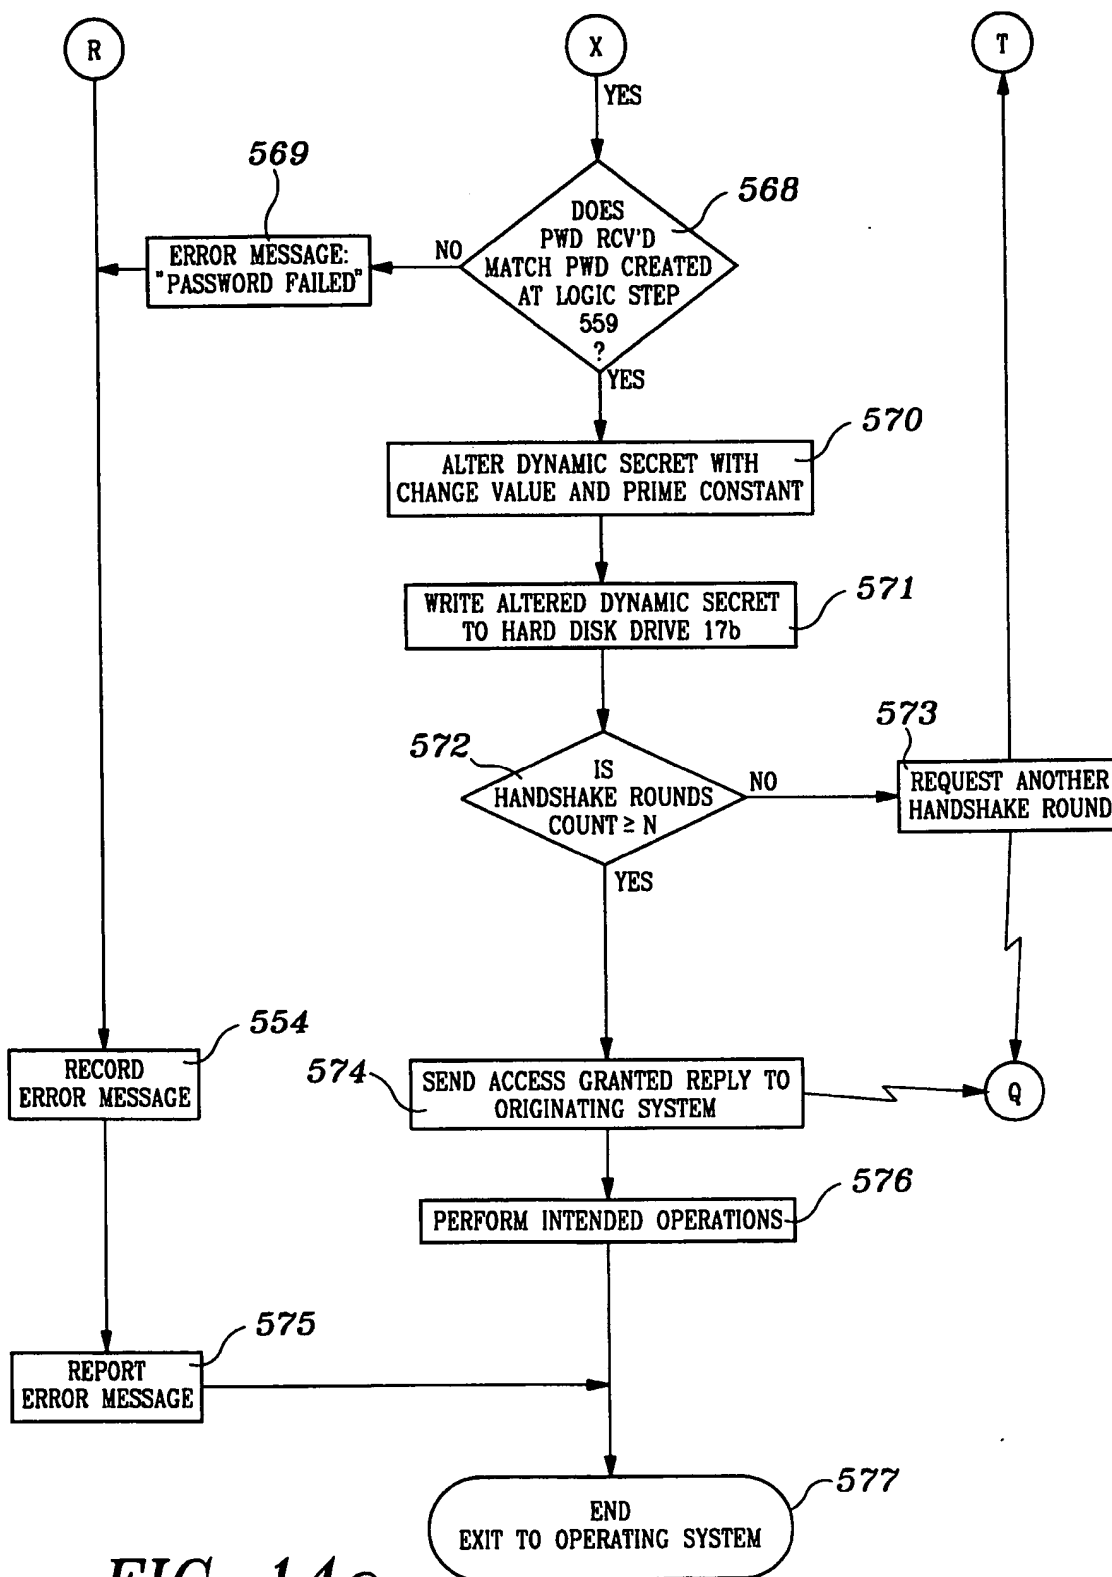 R
X
T
YES
569
568
DOES
PWD RCV'D
MATCH PWD CREATED
AT LOGIC STEP
559
?
NO
ERROR MESSAGE:
"PASSWORD FAILED"
YES
570
ALTER DYNAMIC SECRET WITH
CHANGE VALUE AND PRIME CONSTANT
571
WRITE ALTERED DYNAMIC SECRET
TO HARD DISK DRIVE 17b
572
IS
HANDSHAKE ROUNDS
COUNT ≥ N
NO
573
REQUEST ANOTHER
HANDSHAKE ROUND
YES
554
RECORD
ERROR MESSAGE
574
SEND ACCESS GRANTED REPLY TO
ORIGINATING SYSTEM
Q
576
PERFORM INTENDED OPERATIONS
575
REPORT
ERROR MESSAGE
577
END
EXIT TO OPERATING SYSTEM
FIG. 14